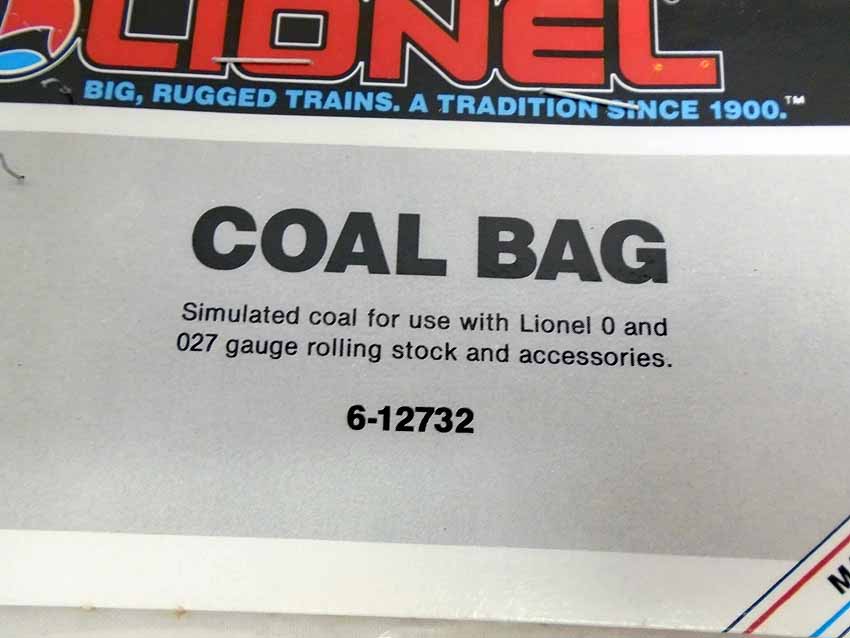 LIONEL
BIG, RUGGED TRAINS. A TRADITION SINCE 1900.™
COAL BAG
Simulated coal for use with Lionel 0 and
027 gauge rolling stock and accessories.
6-12732